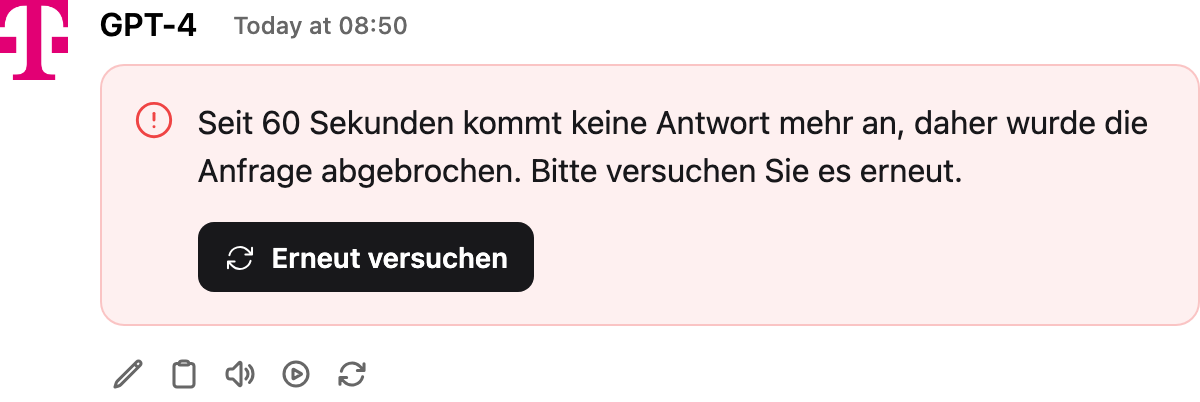 GPT-4 Today at 08:50
Seit 60 Sekunden kommt keine Antwort mehr an, daher wurde die
Anfrage abgebrochen. Bitte versuchen Sie es erneut.
Erneut versuchen